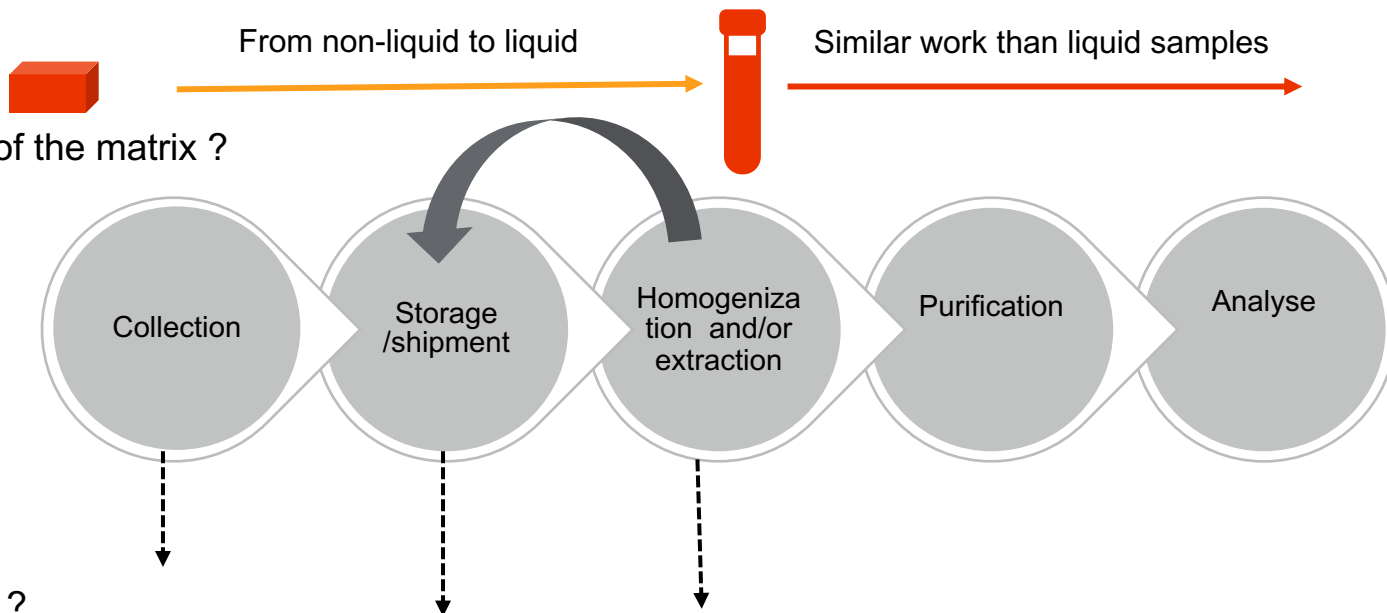 From non-liquid to liquid
Similar work than liquid samples
of the matrix ?
Collection
Storage
/shipment
Homogeniza
tion and/or
extraction
Purification
Analyse
?